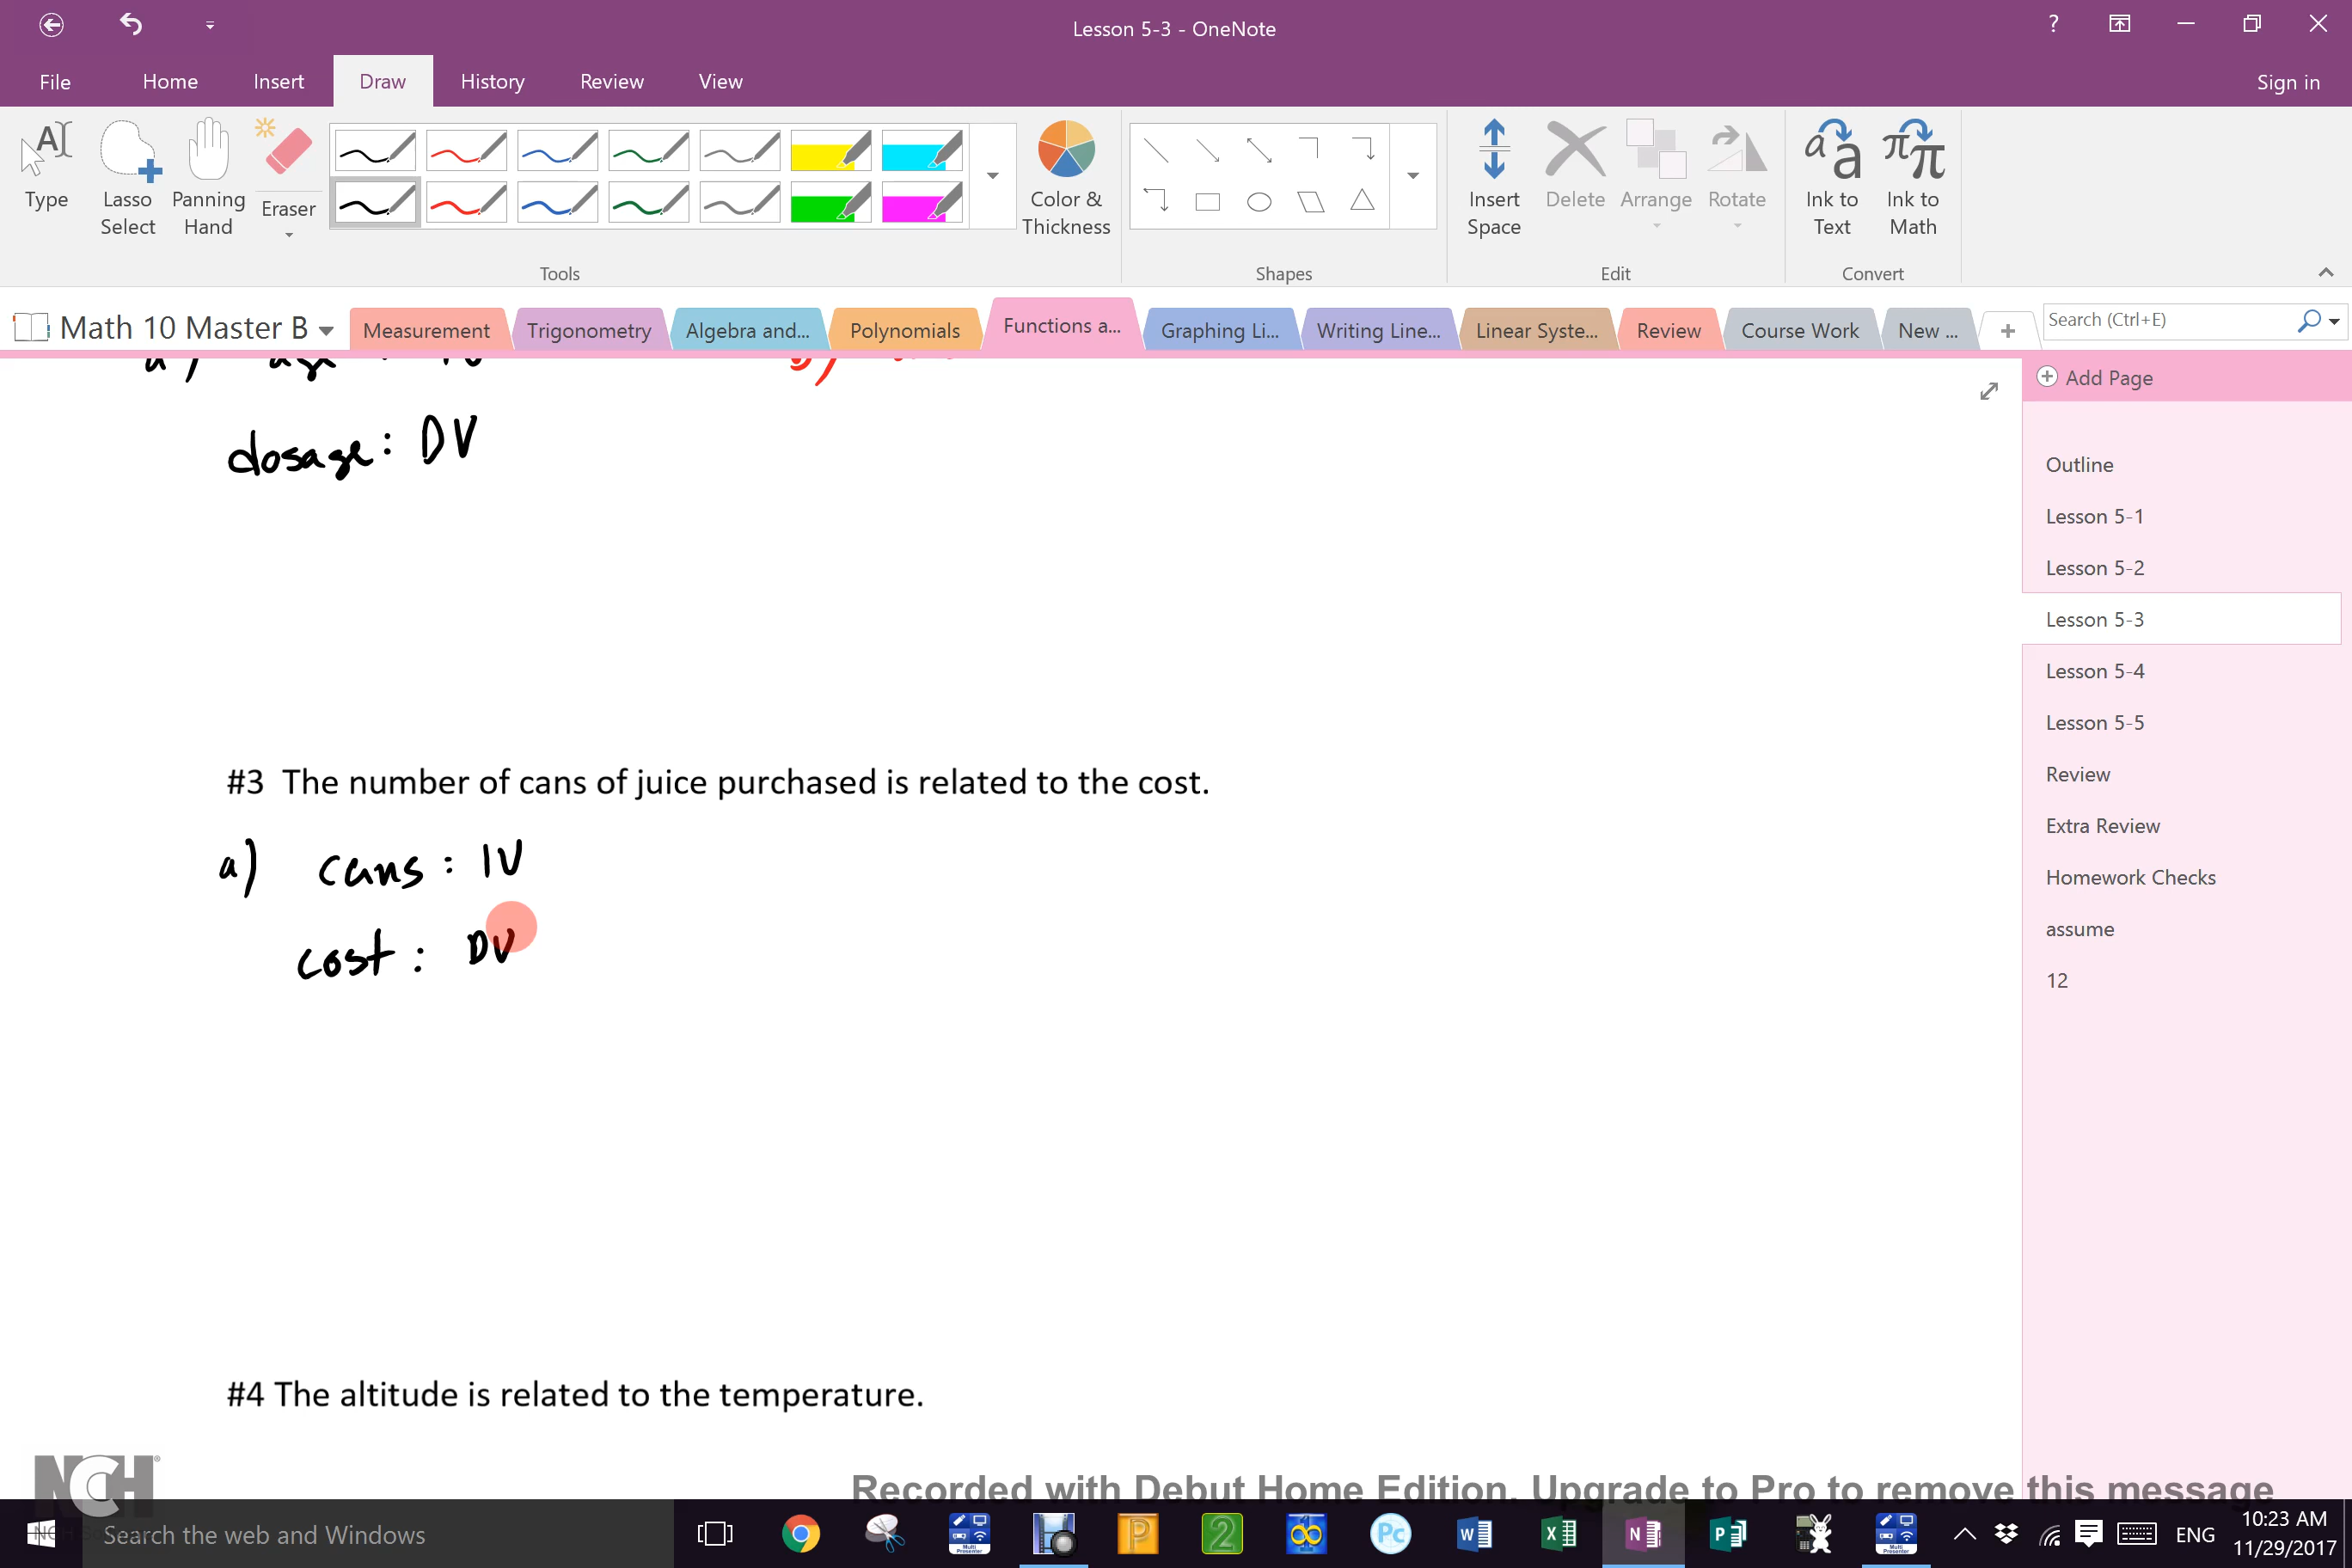 Lesson 5-3 - OneNote
?
File Home Insert Draw History Review View Sign in
Type Lasso Select Panning Hand Eraser Color & Thickness Insert Space Delete Arrange Rotate Ink to Text Ink to Math
Tools Shapes Edit Convert
Math 10 Master B Measurement Trigonometry Algebra and... Polynomials Functions a... Graphing Li... Writing Line... Linear Syste... Review Course Work New ... + Search (Ctrl+E)
Add Page
Outline
Lesson 5-1
Lesson 5-2
Lesson 5-3
Lesson 5-4
Lesson 5-5
Review
Extra Review
Homework Checks
assume
12
dosage: DV
#3 The number of cans of juice purchased is related to the cost.
a) cans: IV
cost: DV
#4 The altitude is related to the temperature.
NCH
Recorded with Debut Home Edition. Upgrade to Pro to remove this message
Search the web and Windows
ENG
10:23 AM
11/29/2017